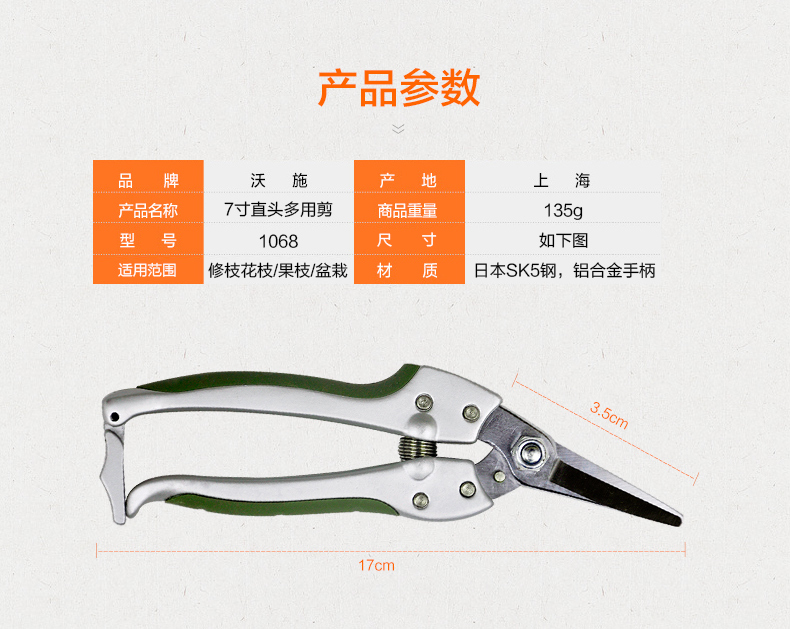 产品参数
品 牌 沃 施 产 地 上 海
产品名称 7寸直头多用剪 商品重量 135g
型 号 1068 尺 寸 如下图
适用范围 修枝花枝/果枝/盆栽 材 质 日本SK5钢，铝合金手柄
3.5cm
17cm